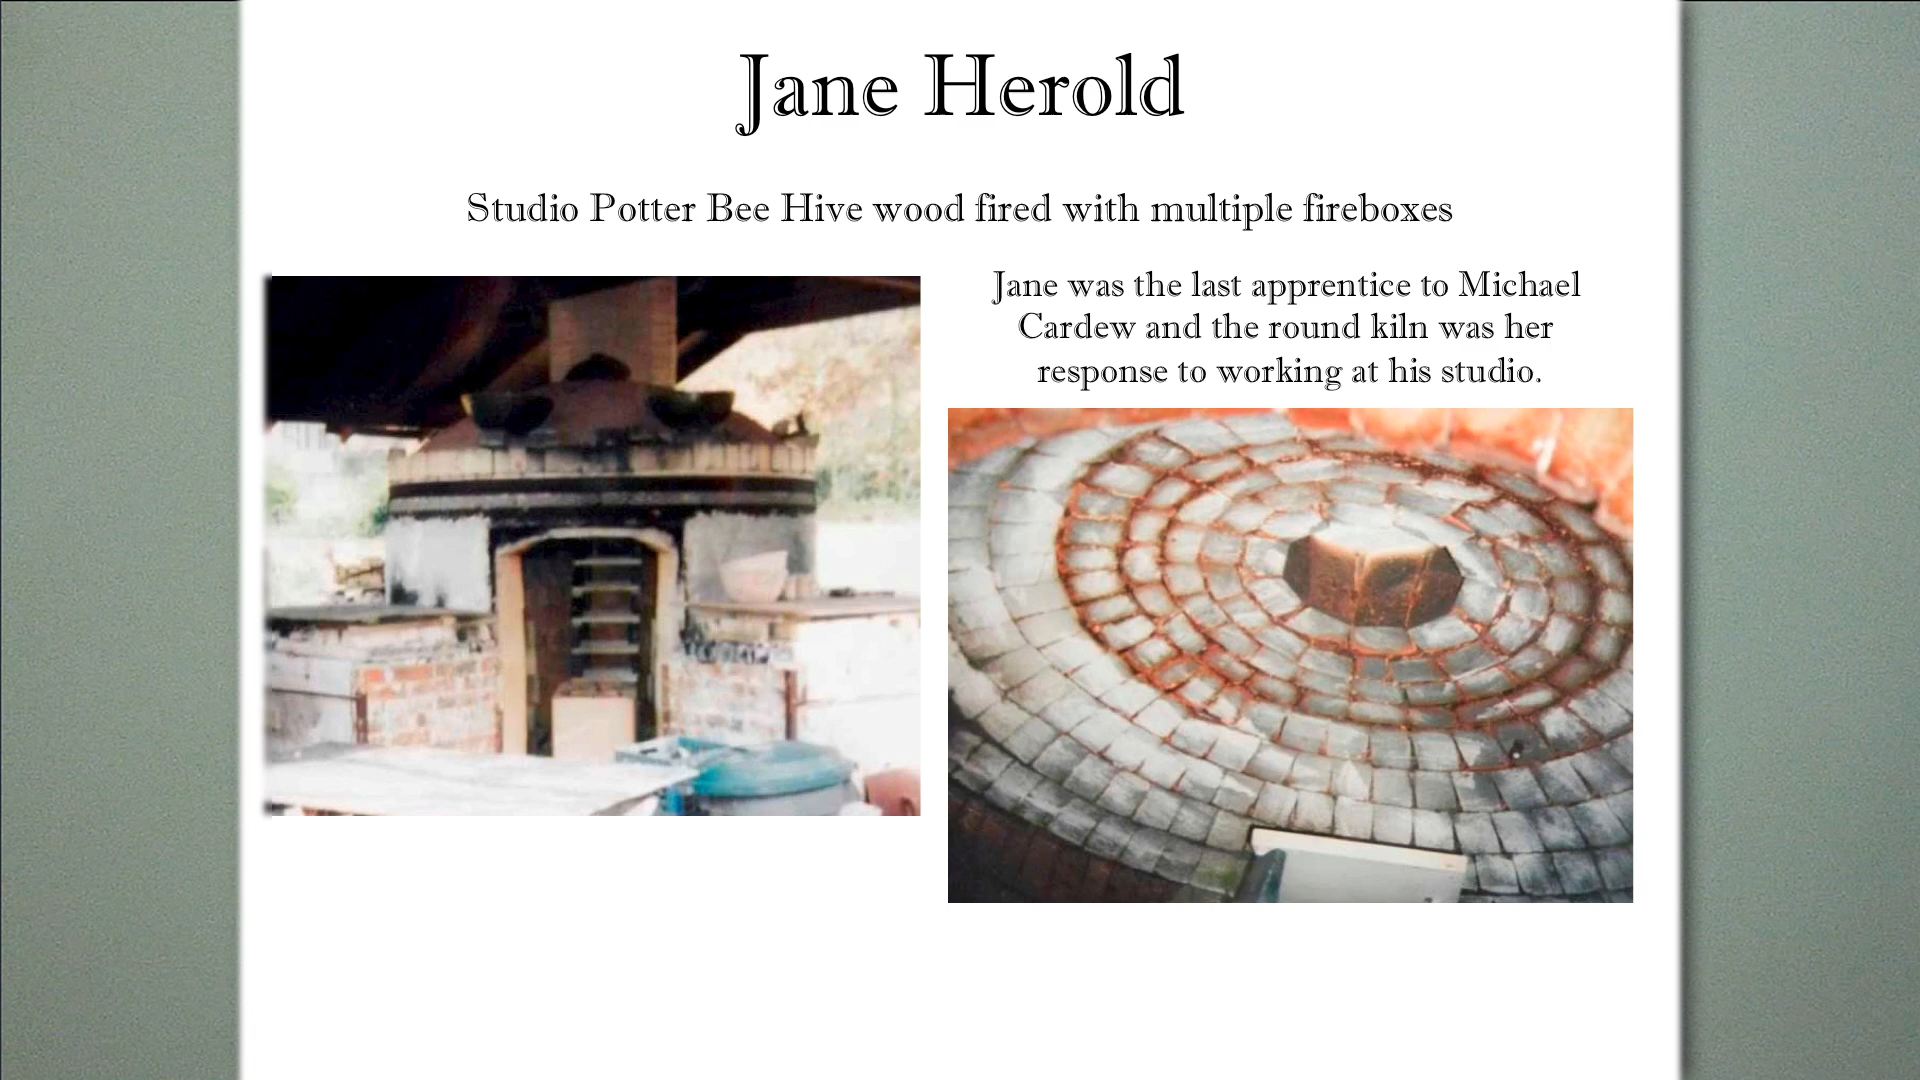 Jane Herold
Studio Potter Bee Hive wood fired with multiple fireboxes
Jane was the last apprentice to Michael
Cardew and the round kiln was her
response to working at his studio.